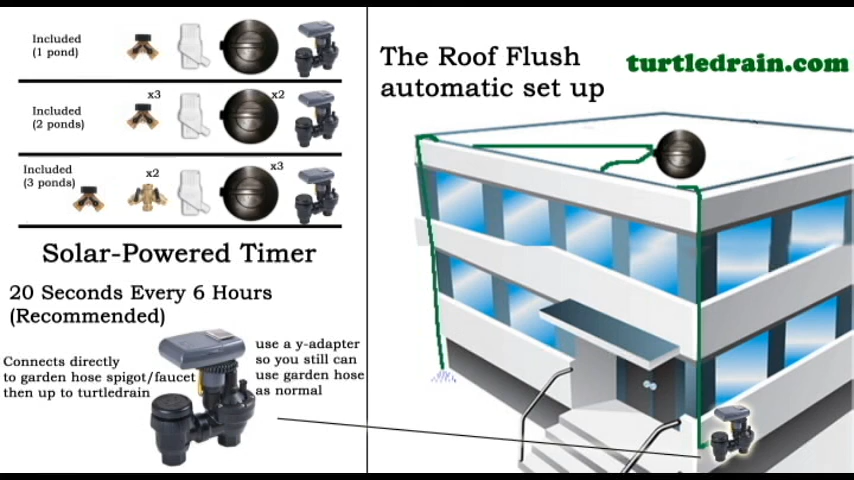 Included
(1 pond)
x3
x2
Included
(2 ponds)
Included
(3 ponds)
x2
x3
Solar-Powered Timer
20 Seconds Every 6 Hours
(Recommended)
Connects directly
to garden hose spigot/faucet
then up to turtledrain
use a y-adapter
so you still can
use garden hose
as normal
The Roof Flush
automatic set up
turtledrain.com